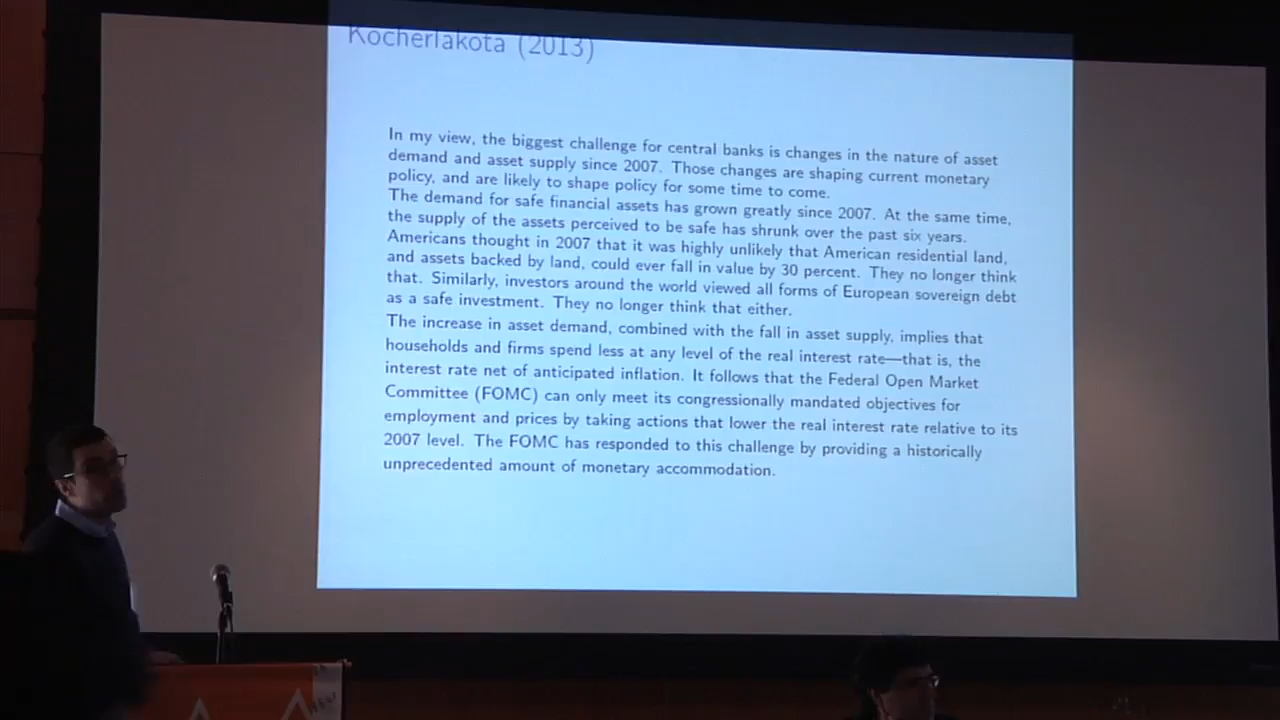 Kocherlakota (2013)
In my view, the biggest challenge for central banks is changes in the nature of asset
demand and asset supply since 2007. Those changes are shaping current monetary
policy, and are likely to shape policy for some time to come.
The demand for safe financial assets has grown greatly since 2007. At the same time,
the supply of the assets perceived to be safe has shrunk over the past six years.
Americans thought in 2007 that it was highly unlikely that American residential land,
and assets backed by land, could ever fall in value by 30 percent. They no longer think
that. Similarly, investors around the world viewed all forms of European sovereign debt
as a safe investment. They no longer think that either.
The increase in asset demand, combined with the fall in asset supply, implies that
households and firms spend less at any level of the real interest rate—that is, the
interest rate net of anticipated inflation. It follows that the Federal Open Market
Committee (FOMC) can only meet its congressionally mandated objectives for
employment and prices by taking actions that lower the real interest rate relative to its
2007 level. The FOMC has responded to this challenge by providing a historically
unprecedented amount of monetary accommodation.